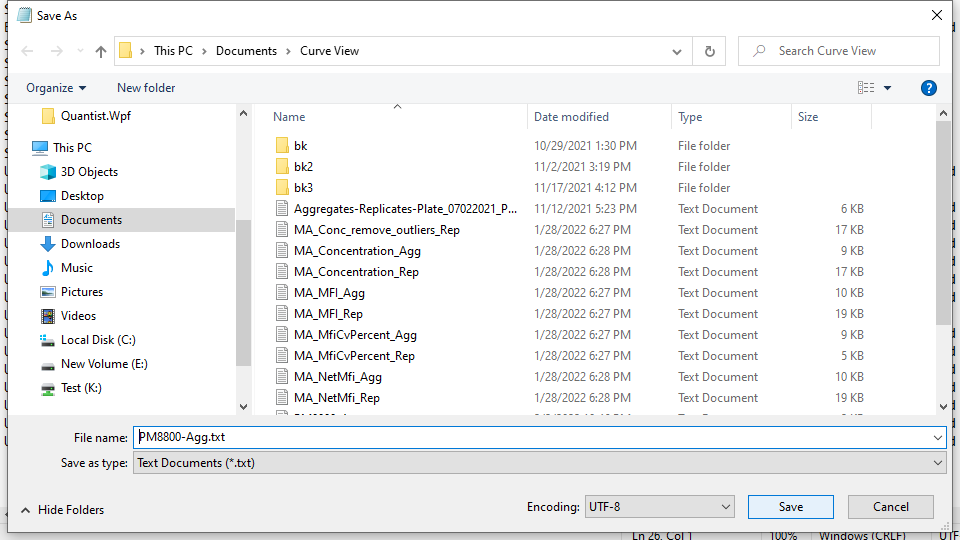 Save As
This PC > Documents > Curve View
Search Curve View
Organize New folder
Name Date modified Type Size
Quantist.Wpf
This PC
3D Objects
Desktop
Documents
Downloads
Music
Pictures
Videos
Local Disk (C:)
New Volume (E:)
Test (K:)
bk 10/29/2021 1:30 PM File folder
bk2 11/2/2021 3:19 PM File folder
bk3 11/17/2021 4:12 PM File folder
Aggregates-Replicates-Plate_07022021_P... 11/12/2021 5:23 PM Text Document 6 KB
MA_Conc_remove_outliers_Rep 1/28/2022 6:27 PM Text Document 17 KB
MA_Concentration_Agg 1/28/2022 6:28 PM Text Document 9 KB
MA_Concentration_Rep 1/28/2022 6:28 PM Text Document 17 KB
MA_MFI_Agg 1/28/2022 6:27 PM Text Document 10 KB
MA_MFI_Rep 1/28/2022 6:27 PM Text Document 19 KB
MA_MfiCvPercent_Agg 1/28/2022 6:27 PM Text Document 9 KB
MA_MfiCvPercent_Rep 1/28/2022 6:27 PM Text Document 5 KB
MA_NetMfi_Agg 1/28/2022 6:28 PM Text Document 10 KB
MA_NetMfi_Rep 1/28/2022 6:28 PM Text Document 19 KB
File name: PM8800-Agg.txt
Save as type: Text Documents (*.txt)
Hide Folders
Encoding: UTF-8 Save Cancel
Ln 26, Col 1 100% Windows (CRLF) UTF